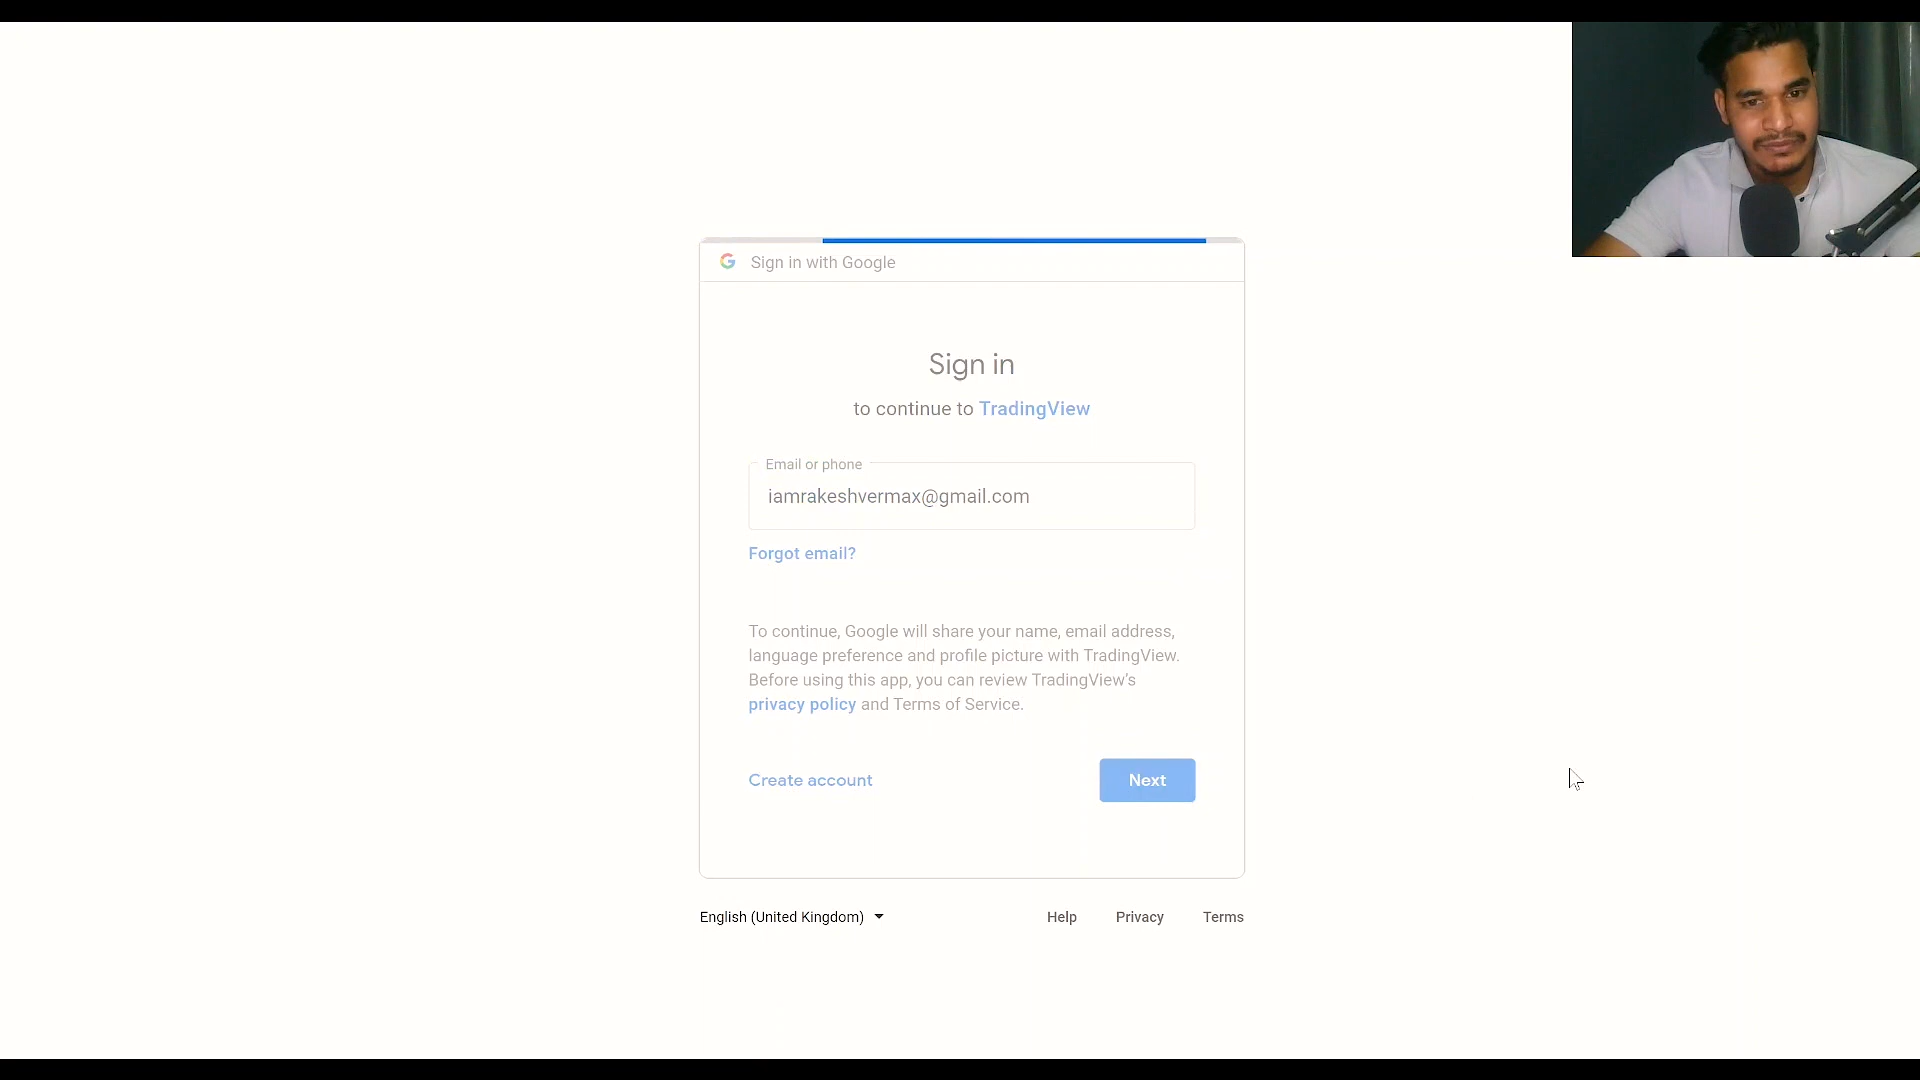 Sign in with Google
Sign in
to continue to TradingView
Email or phone
iamrakeshvermax@gmail.com
Forgot email?
To continue, Google will share your name, email address,
language preference and profile picture with TradingView.
Before using this app, you can review TradingView's
privacy policy and Terms of Service.
Create account
Next
English (United Kingdom)
Help
Privacy
Terms